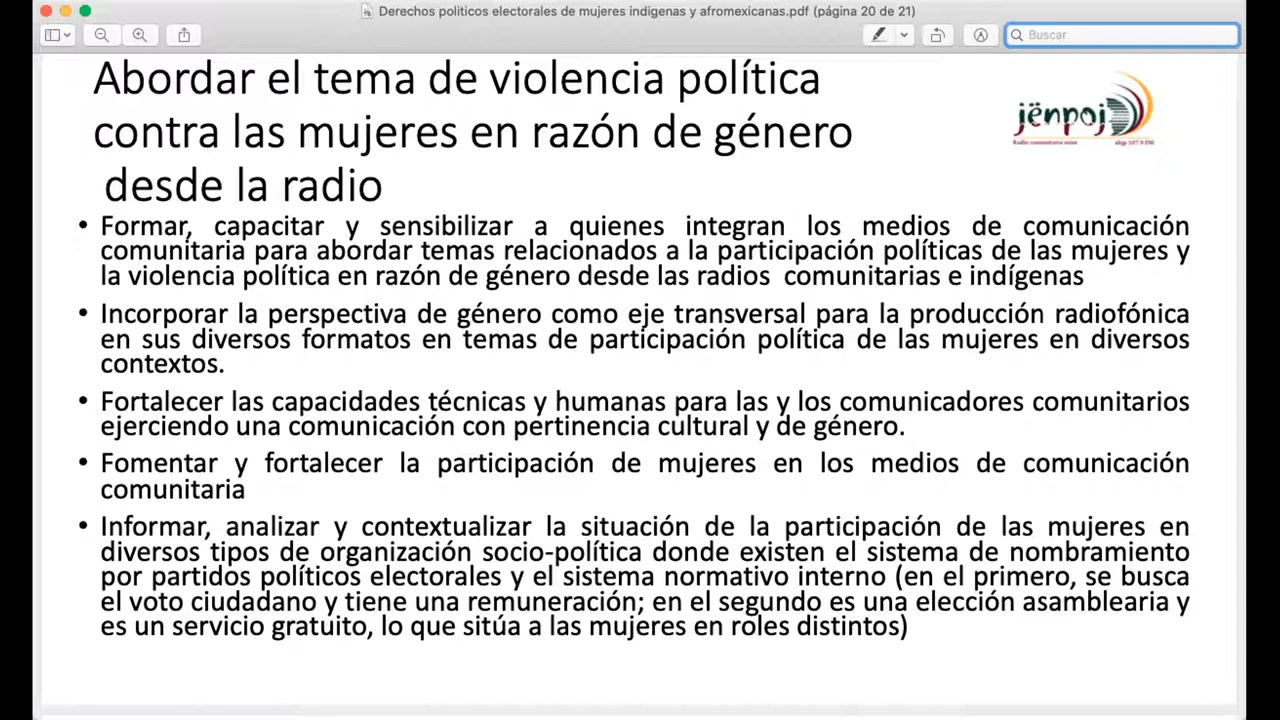 Derechos politicos electorales de mujeres indigenas y afromexicanas.pdf (página 20 de 21)
Buscar
Abordar el tema de violencia política
contra las mujeres en razón de género
desde la radio
jënpoj
Radio comunitaria mixe
xhjp 107.9 FM
• Formar, capacitar y sensibilizar a quienes integran los medios de comunicación
comunitaria para abordar temas relacionados a la participación políticas de las mujeres y
la violencia política en razón de género desde las radios comunitarias e indígenas
• Incorporar la perspectiva de género como eje transversal para la producción radiofónica
en sus diversos formatos en temas de participación política de las mujeres en diversos
contextos.
• Fortalecer las capacidades técnicas y humanas para las y los comunicadores comunitarios
ejerciendo una comunicación con pertinencia cultural y de género.
• Fomentar y fortalecer la participación de mujeres en los medios de comunicación
comunitaria
• Informar, analizar y contextualizar la situación de la participación de las mujeres en
diversos tipos de organización socio-política donde existen el sistema de nombramiento
por partidos políticos electorales y el sistema normativo interno (en el primero, se busca
el voto ciudadano y tiene una remuneración; en el segundo es una elección asamblearia y
es un servicio gratuito, lo que sitúa a las mujeres en roles distintos)